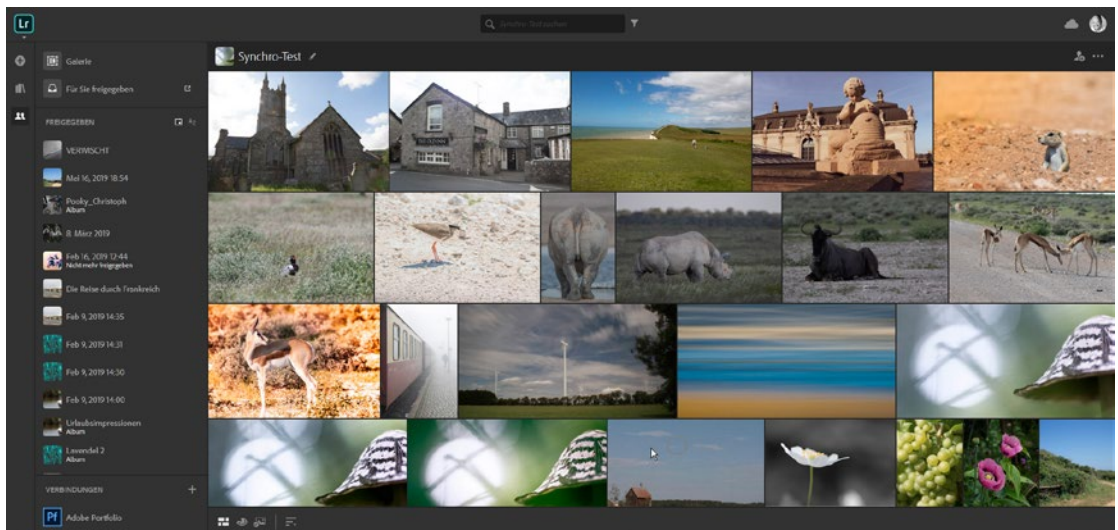 Lr
Galerie
Synchro-Test
Für Sie freigegeben
FREIGEGEBEN
VERWISCHT
Mei 16, 2019 18:54
Pooky_Christoph
Album
8. März 2019
Feb 16, 2019 12:44
Nicht mehr freigegeben
Die Reise durch Frankreich
Feb 9, 2019 14:35
Feb 9, 2019 14:31
Feb 9, 2019 14:30
Feb 9, 2019 14:00
Urlaubsimpressionen
Album
Lavendel 2
Album
VERBINDUNGEN
Pf Adobe Portfolio